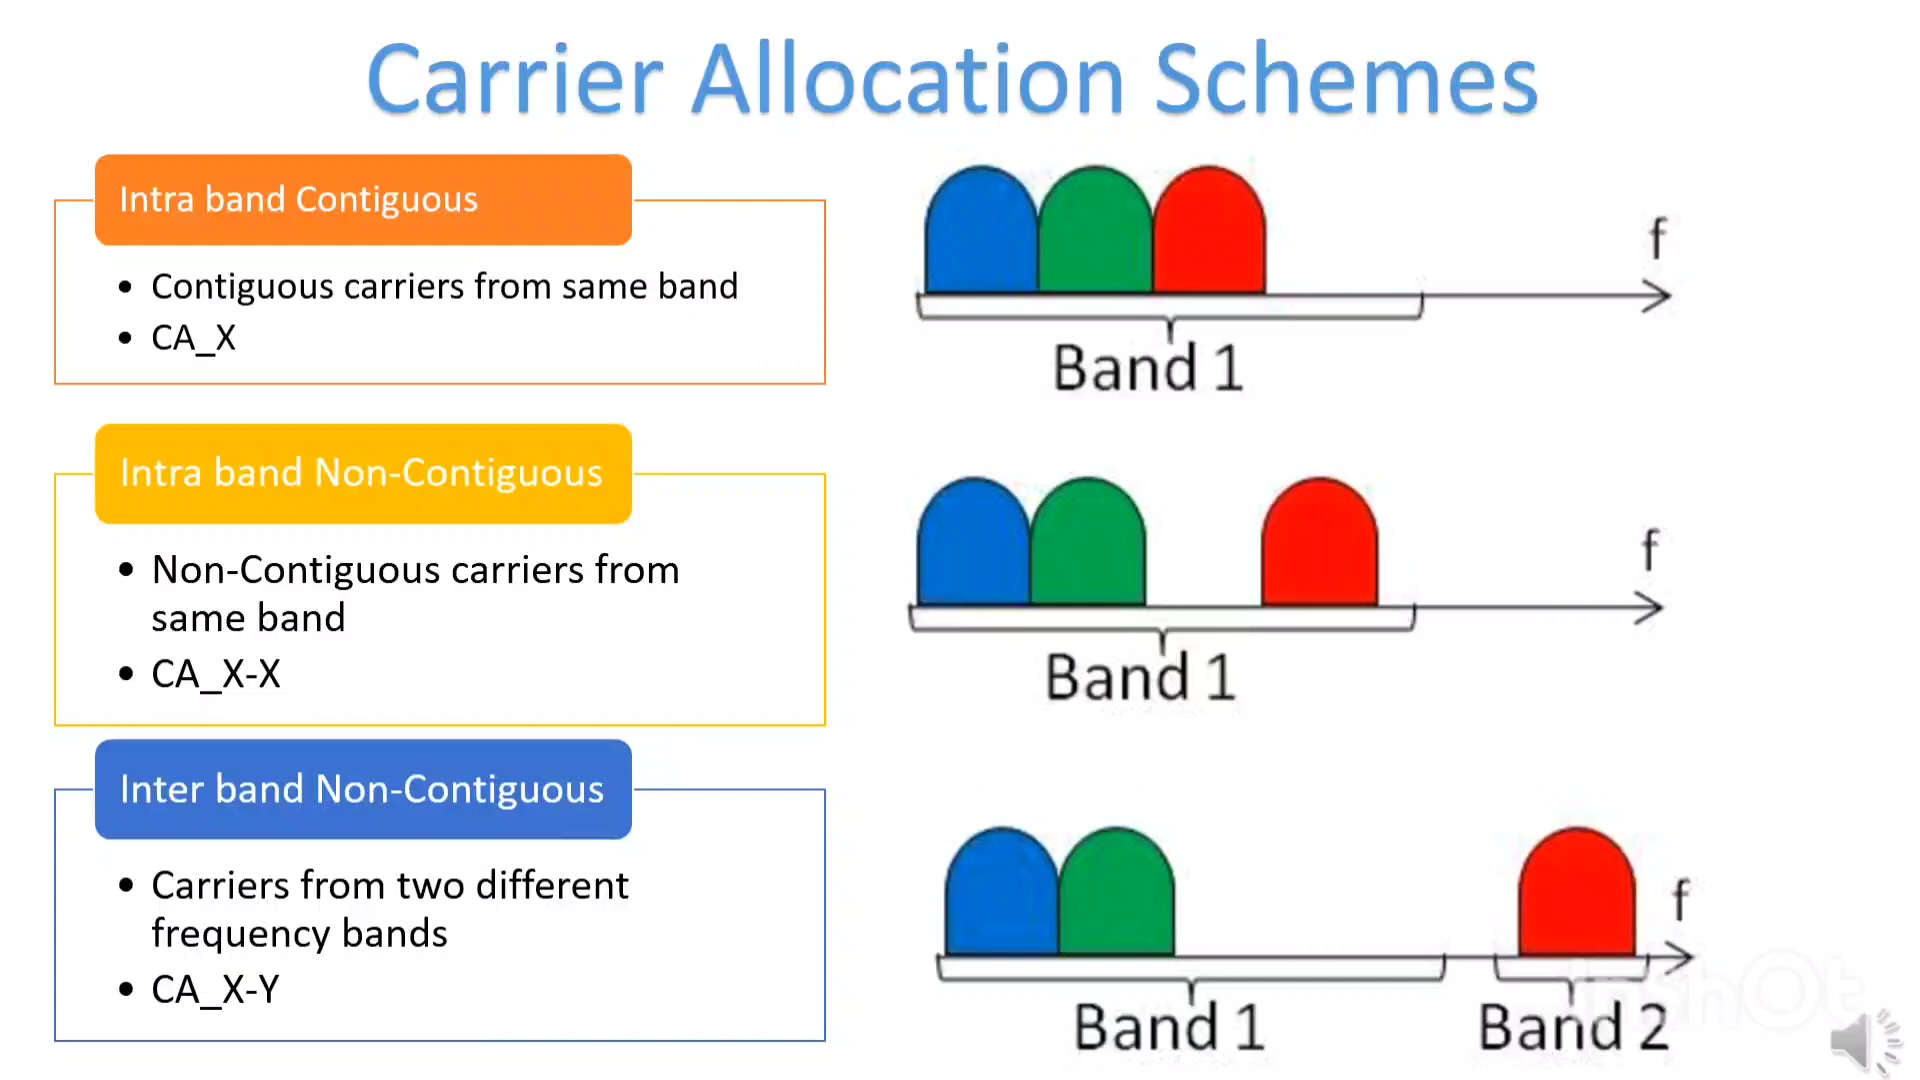 Carrier Allocation Schemes
Intra band Contiguous
• Contiguous carriers from same band
• CA_X
f
Band 1
Intra band Non-Contiguous
• Non-Contiguous carriers from
same band
• CA_X-X
f
Band 1
Inter band Non-Contiguous
• Carriers from two different
frequency bands
• CA_X-Y
f
Band 1
Band 2
InshOt